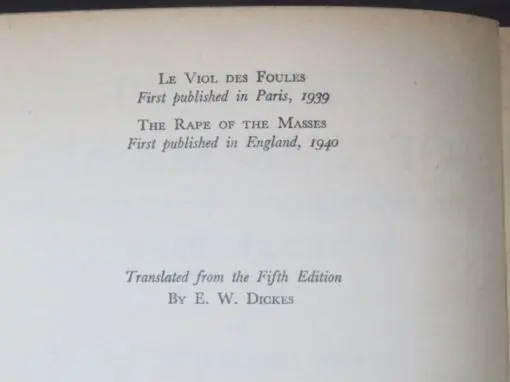 LE VIOL DES FOULES
First published in Paris, 1939
THE RAPE OF THE MASSES
First published in England, 1940
Translated from the Fifth Edition
BY E. W. DICKES